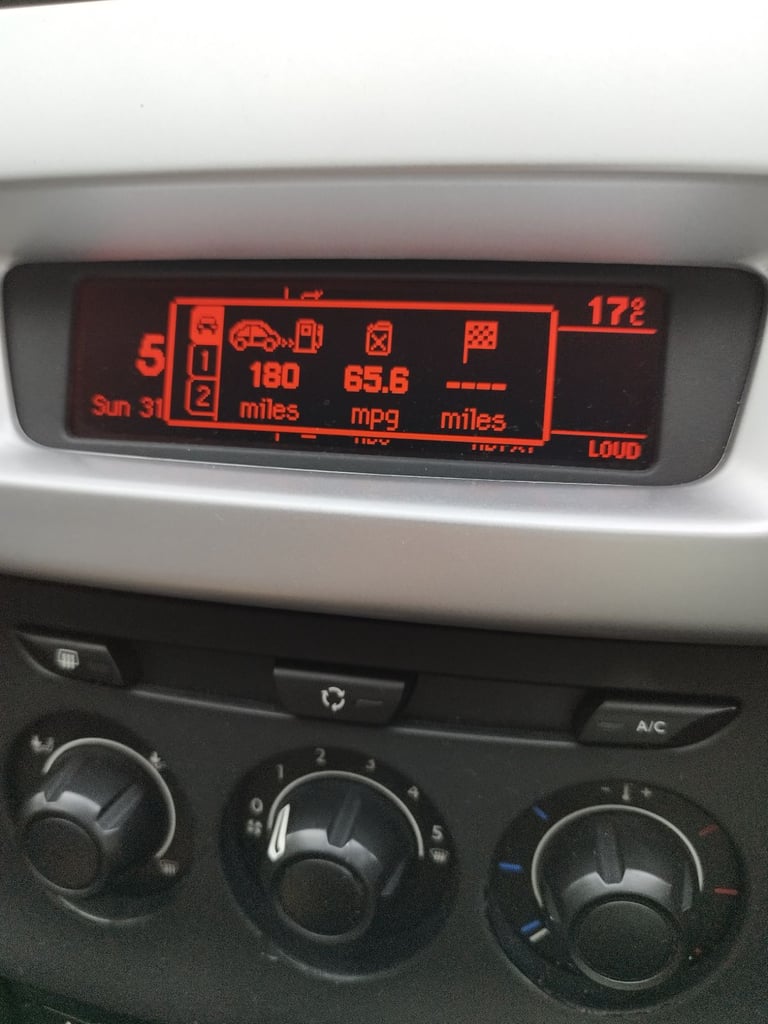 17°C
5
1
180
65.6
----
Sun 31
2
miles
mpg
miles
LOUD
A/C
0
1
2
3
4
5
- +